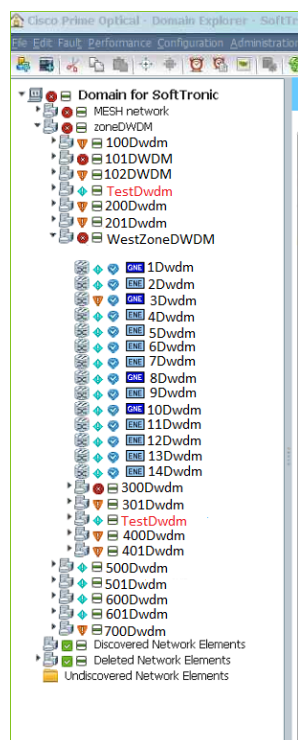 Cisco Prime Optical - Domain Explorer - SoftTr
File Edit Fault Performance Configuration Administration
Domain for SoftTronic
MESH network
zoneDWDM
100Dwdm
101DWDM
102DWDM
TestDwdm
200Dwdm
201Dwdm
WestZoneDWDM
GNE 1Dwdm
ENE 2Dwdm
GNE 3Dwdm
ENE 4Dwdm
ENE 5Dwdm
ENE 6Dwdm
ENE 7Dwdm
GNE 8Dwdm
ENE 9Dwdm
GNE 10Dwdm
ENE 11Dwdm
ENE 12Dwdm
ENE 13Dwdm
ENE 14Dwdm
300Dwdm
301Dwdm
TestDwdm
400Dwdm
401Dwdm
500Dwdm
501Dwdm
600Dwdm
601Dwdm
700Dwdm
Discovered Network Elements
Deleted Network Elements
Undiscovered Network Elements